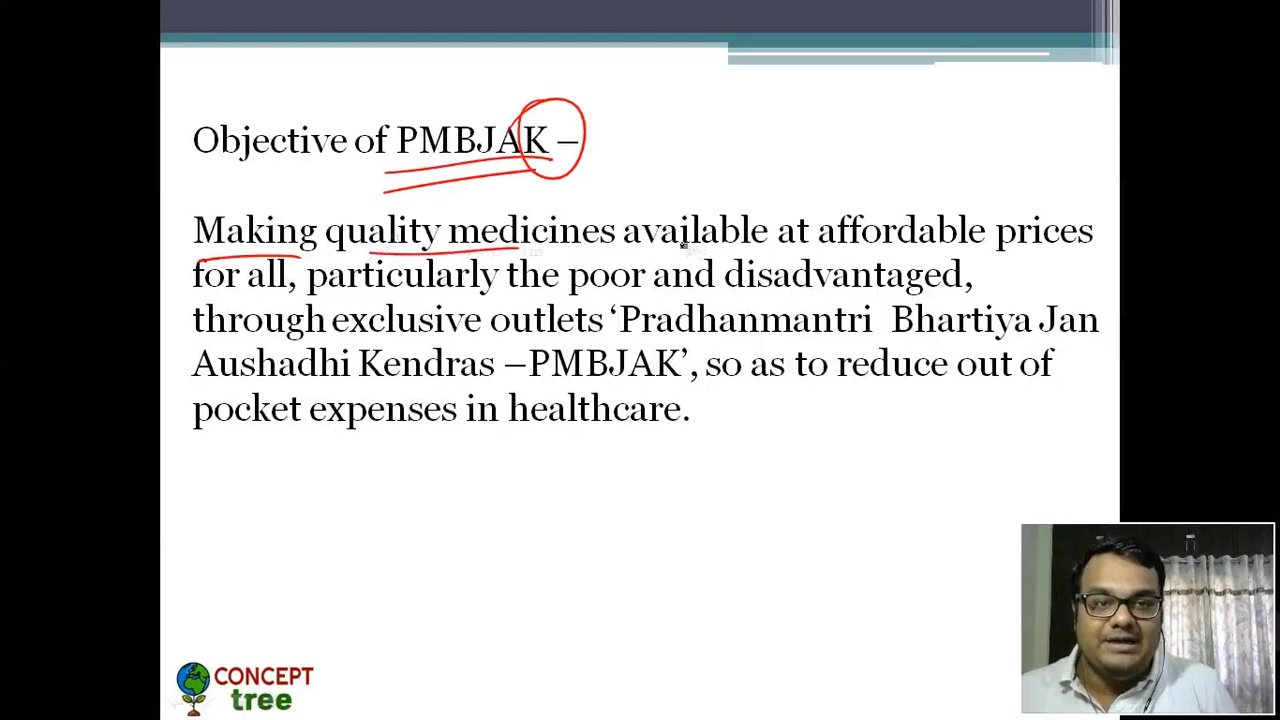 Objective of PMBJAK –
Making quality medicines available at affordable prices
for all, particularly the poor and disadvantaged,
through exclusive outlets ‘Pradhanmantri Bhartiya Jan
Aushadhi Kendras –PMBJAK’, so as to reduce out of
pocket expenses in healthcare.
CONCEPT
tree